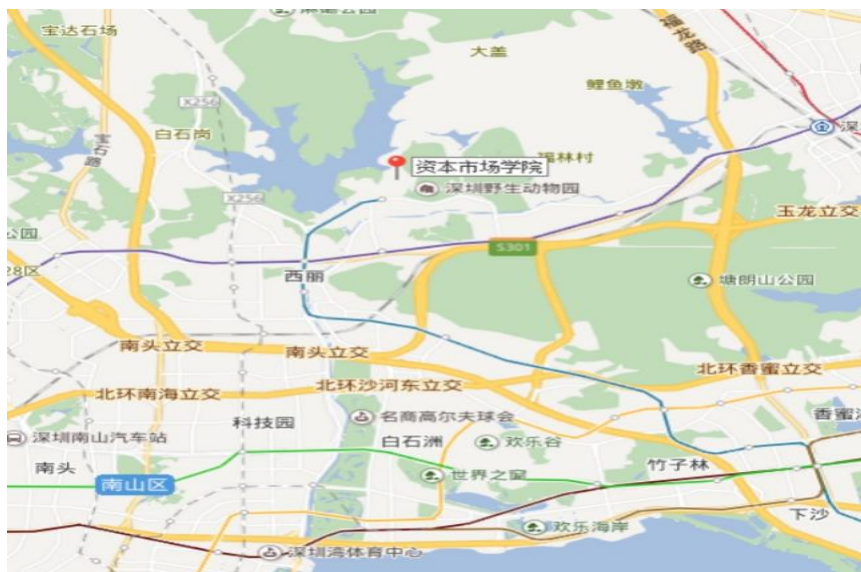 宝达石场
大盖
福龙路
鲤鱼墩
X256
白石岗
宝石路
福林村
资本市场学院
深圳野生动物园
X256
玉龙立交
公园
S301
28区
西丽
塘朗山公园
南头立交
南头立交
北环香蜜立交
北环沙河东立交
北环南海立交
名商高尔夫球会
香蜜湖
科技园
深圳南山汽车站
白石洲
欢乐谷
南头
世界之窗
竹子林
南山区
下沙
欢乐海岸
深圳湾体育中心